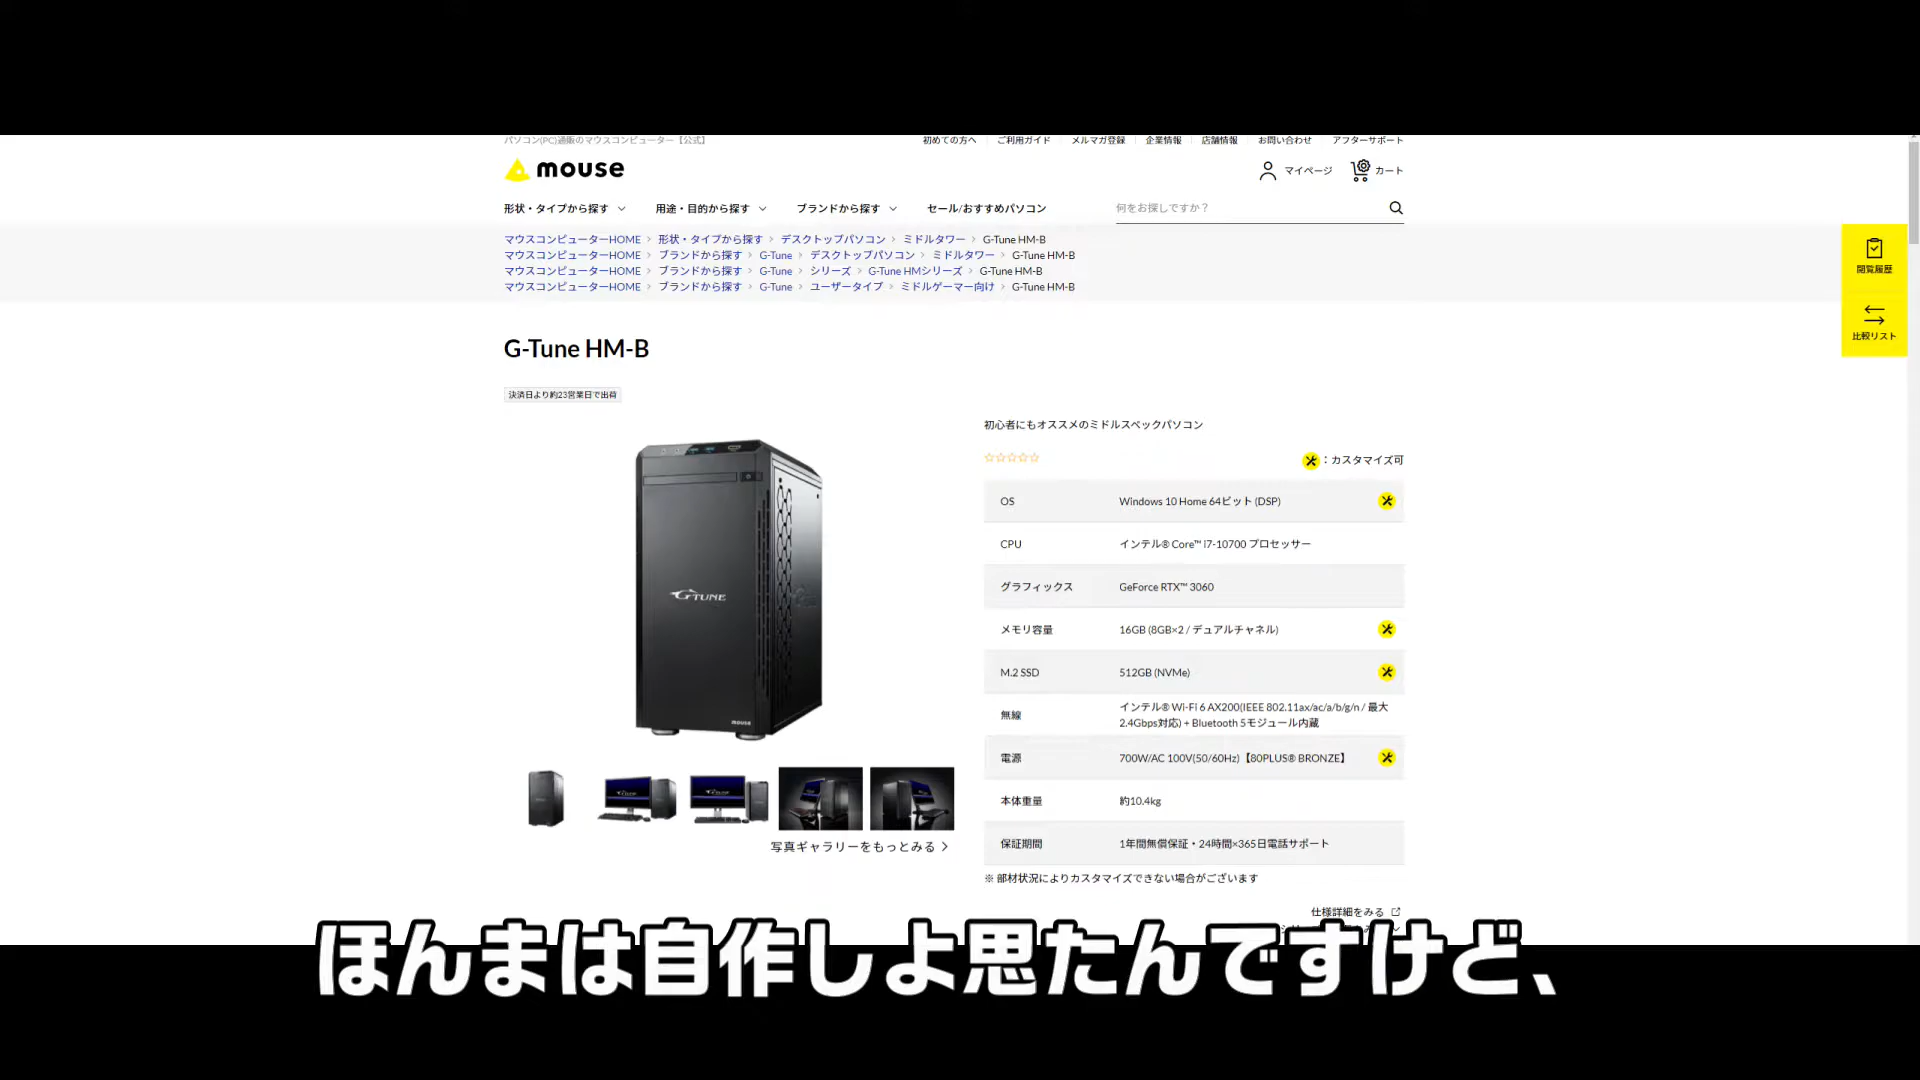 パソコン(PC)通販のマウスコンピューター【公式】
初めての方へ ご利用ガイド メルマガ登録 企業情報 店舗情報 お問い合わせ アフターサポート
mouse
マイページ カート
形状・タイプから探す 用途・目的から探す ブランドから探す セール/おすすめパソコン 何をお探しですか？
マウスコンピューターHOME > 形状・タイプから探す > デスクトップパソコン > ミドルタワー > G-Tune HM-B
マウスコンピューターHOME > ブランドから探す > G-Tune > デスクトップパソコン > ミドルタワー > G-Tune HM-B
マウスコンピューターHOME > ブランドから探す > G-Tune > シリーズ > G-Tune HMシリーズ > G-Tune HM-B
マウスコンピューターHOME > ブランドから探す > G-Tune > ユーザータイプ > ミドルゲーマー向け > G-Tune HM-B
閲覧履歴
比較リスト
G-Tune HM-B
決済日より約23営業日で出荷
G-TUNE
mouse
写真ギャラリーをもっとみる >
初心者にもオススメのミドルスペックパソコン
☆☆☆☆☆
：カスタマイズ可
OS Windows 10 Home 64ビット (DSP)
CPU インテル® Core™ i7-10700 プロセッサー
グラフィックス GeForce RTX™ 3060
メモリ容量 16GB (8GB×2 / デュアルチャネル)
M.2 SSD 512GB (NVMe)
無線 インテル® Wi-Fi 6 AX200(IEEE 802.11ax/ac/a/b/g/n / 最大
2.4Gbps対応) + Bluetooth 5モジュール内蔵
電源 700W/AC 100V(50/60Hz)【80PLUS® BRONZE】
本体重量 約10.4kg
保証期間 1年間無償保証・24時間×365日電話サポート
※ 部材状況によりカスタマイズできない場合がございます
仕様詳細をみる
ほんまは自作しよ思たんですけど、